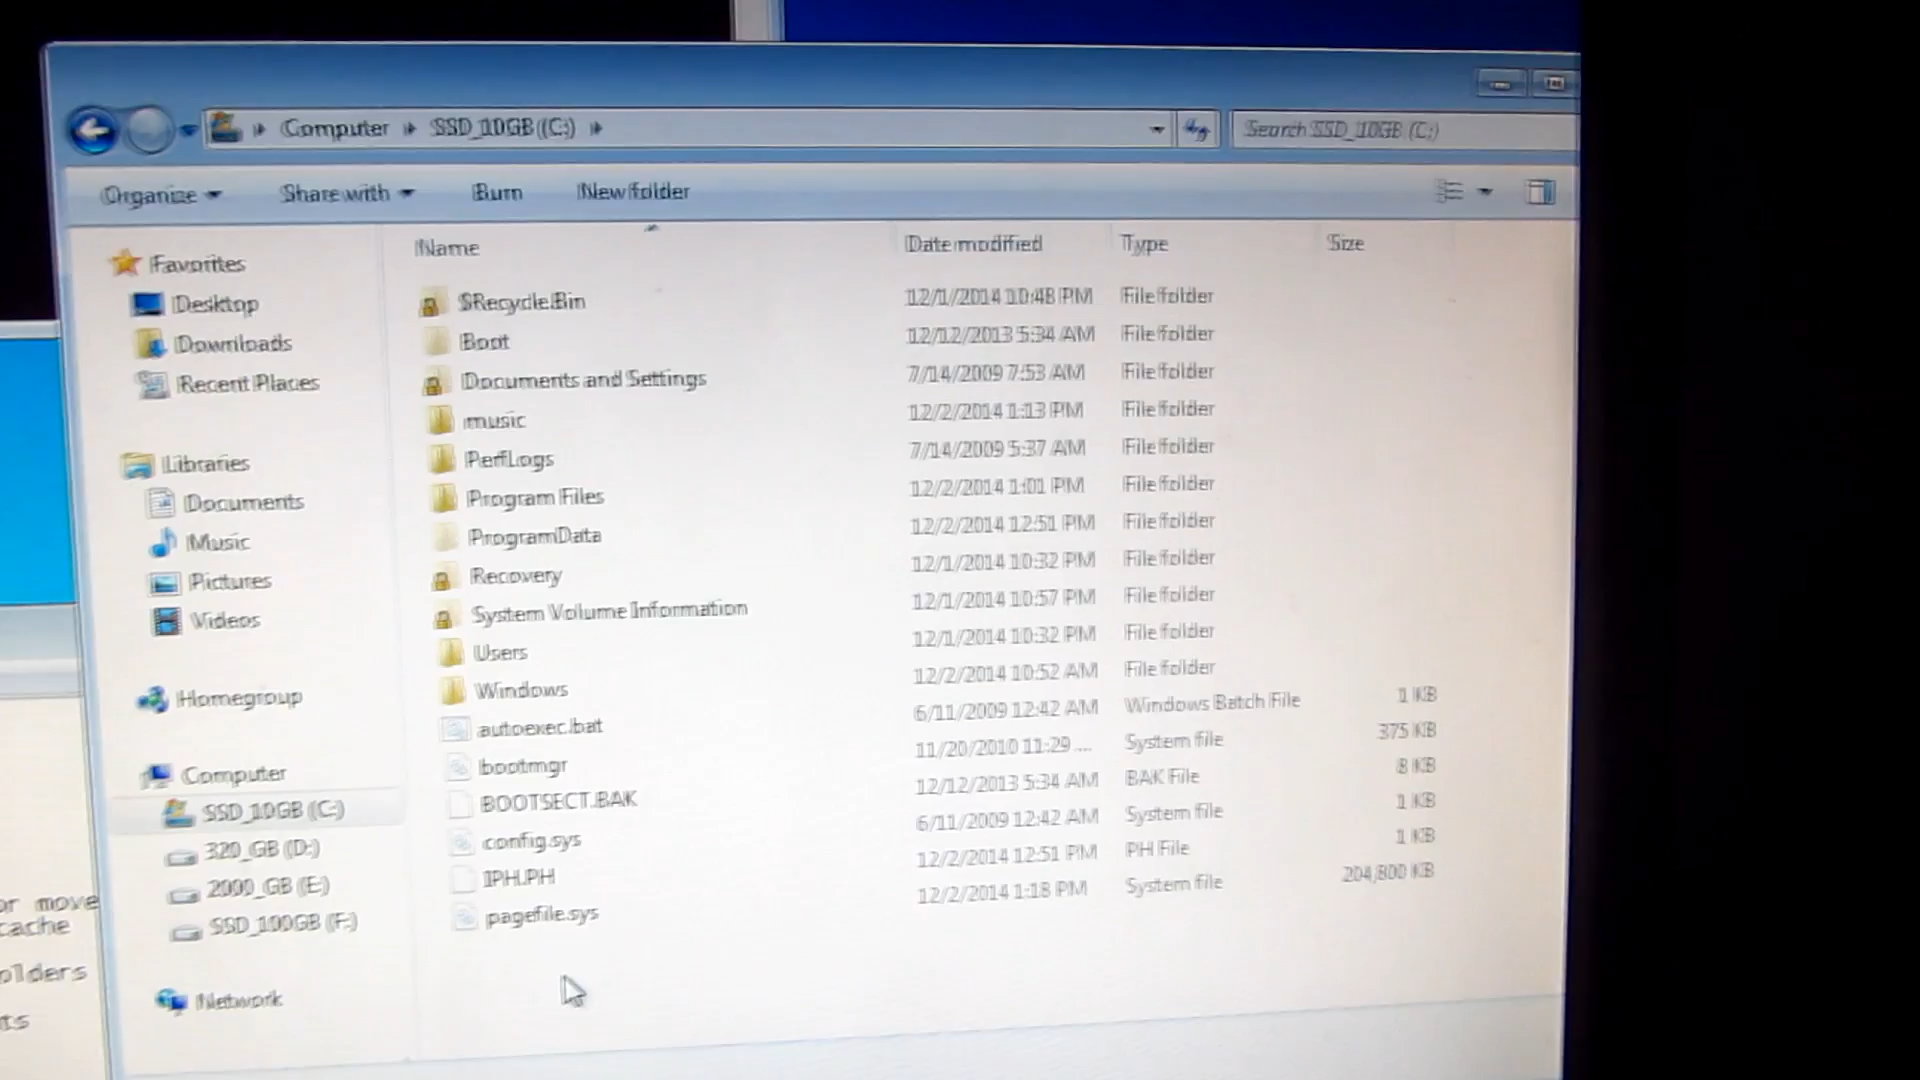 Computer SSD_10GB (C:)
Search SSD_10GB (C:)
Organize Share with Burn New folder
Name Date modified Type Size
Favorites
Desktop
Downloads
Recent Places
Libraries
Documents
Music
Pictures
Videos
Homegroup
Computer
SSD_10GB (C:)
320_GB (D:)
2000_GB (E:)
SSD_100GB (F:)
Network
$Recycle.Bin 12/1/2014 10:48 PM File folder
Boot 12/12/2013 5:34 AM File folder
Documents and Settings 7/14/2009 7:53 AM File folder
music 12/2/2014 1:13 PM File folder
PerfLogs 7/14/2009 5:37 AM File folder
Program Files 12/2/2014 1:01 PM File folder
ProgramData 12/2/2014 12:51 PM File folder
Recovery 12/1/2014 10:32 PM File folder
System Volume Information 12/1/2014 10:57 PM File folder
Users 12/1/2014 10:32 PM File folder
Windows 12/2/2014 10:52 AM File folder
autoexec.bat 6/11/2009 12:42 AM Windows Batch File 1 KB
bootmgr 11/20/2010 11:29 .... System file 375 KB
BOOTSECT.BAK 12/12/2013 5:34 AM BAK File 8 KB
config.sys 6/11/2009 12:42 AM System file 1 KB
IPH.PH 12/2/2014 12:51 PM PH File 1 KB
pagefile.sys 12/2/2014 1:18 PM System file 204,800 KB
or move
cache
olders
ts